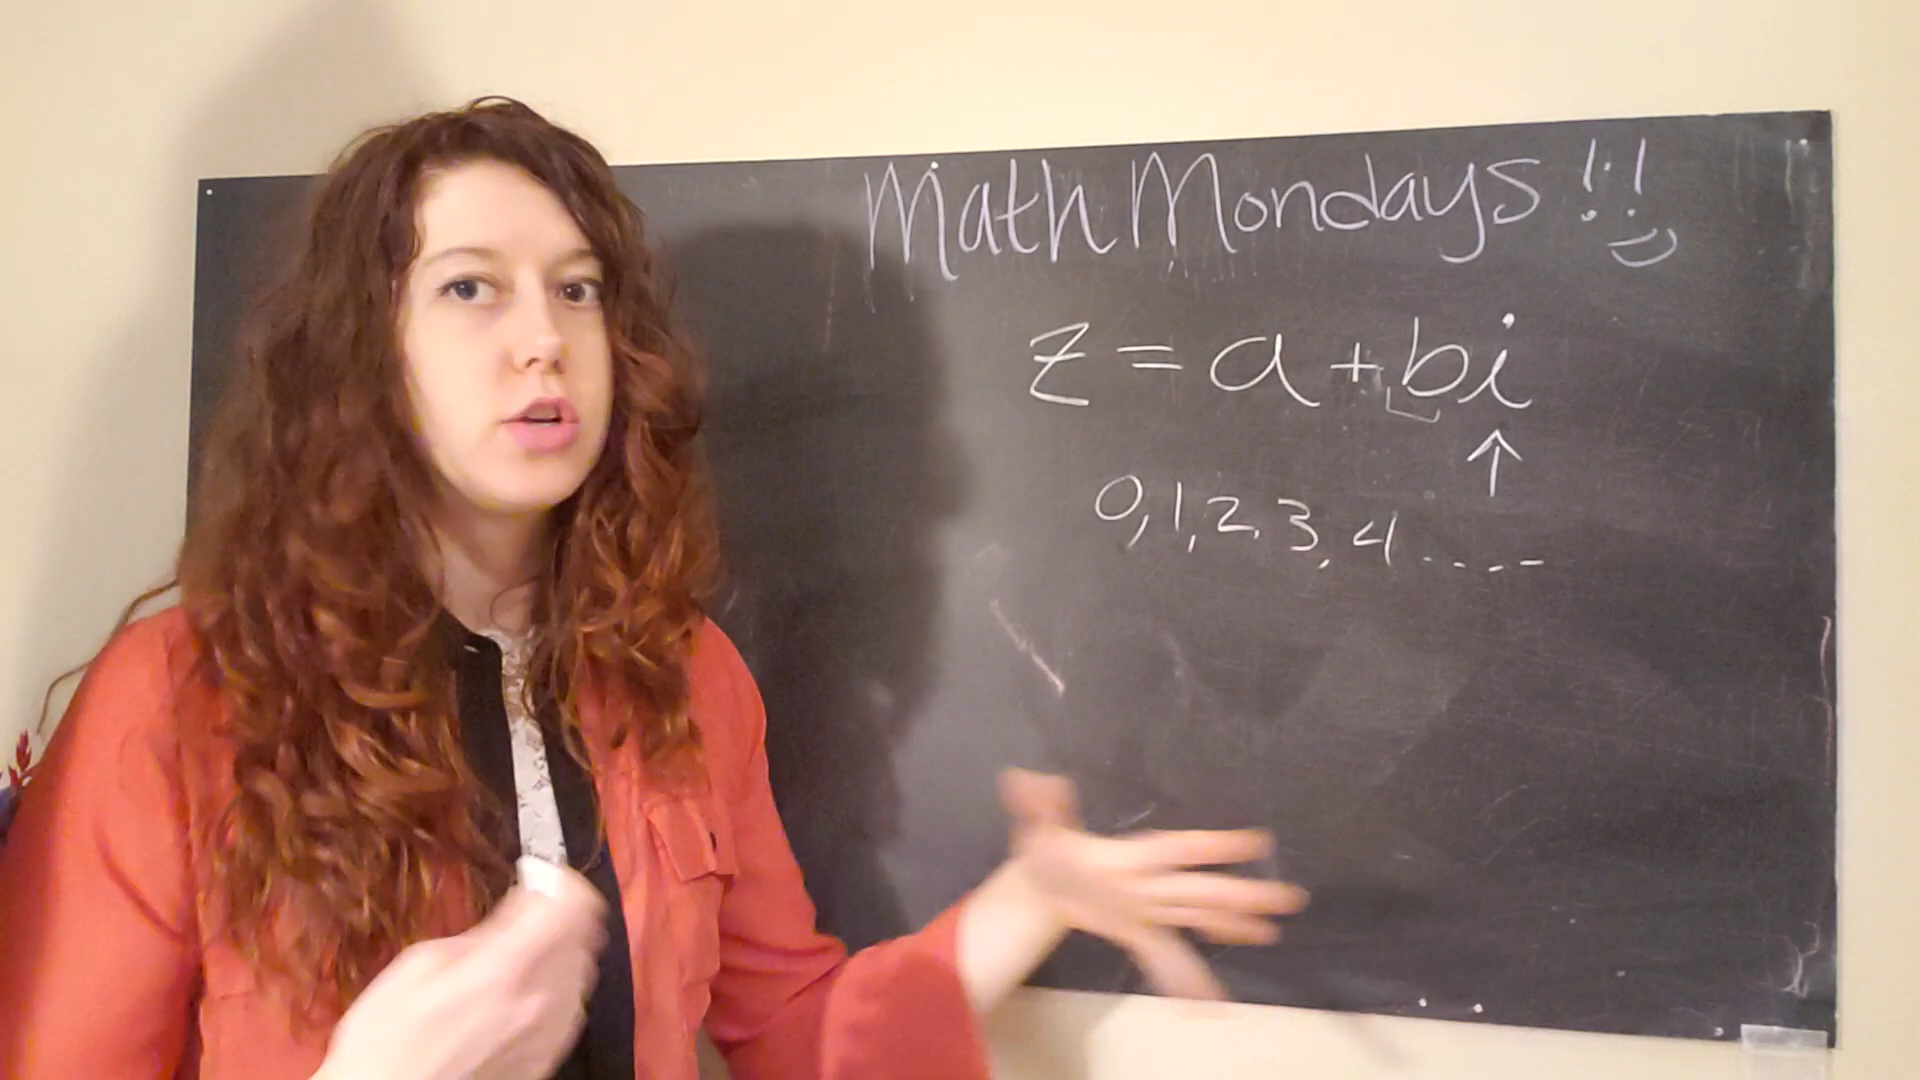 Math Mondays!!
z = a + bi
0, 1, 2, 3, 4 ....-